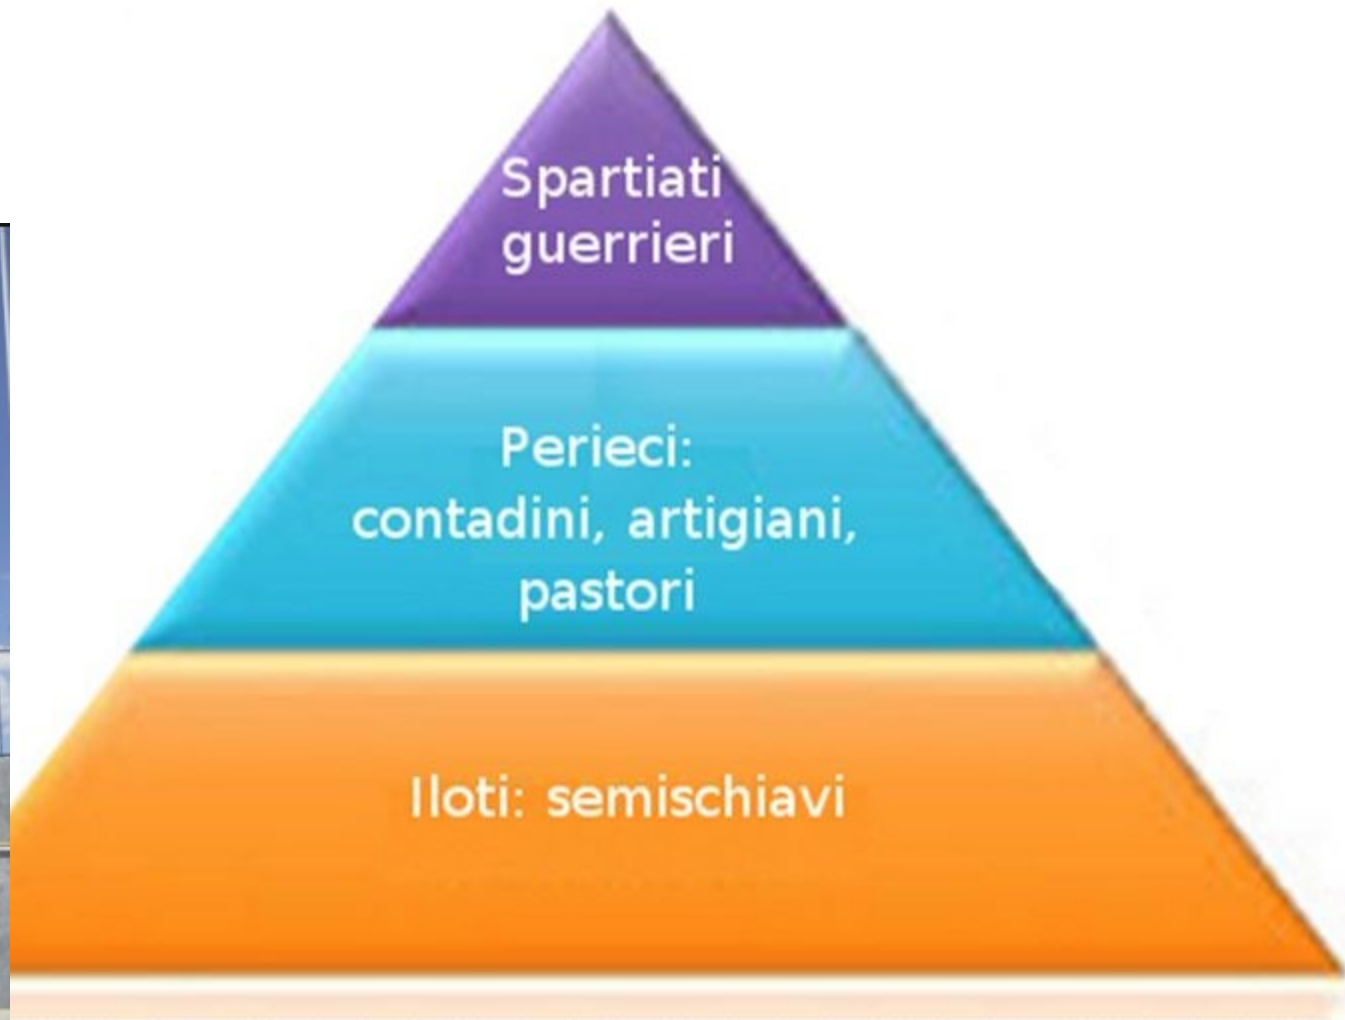 Spartiati
guerrieri
Perieci:
contadini, artigiani,
pastori
Iloti: semischiavi